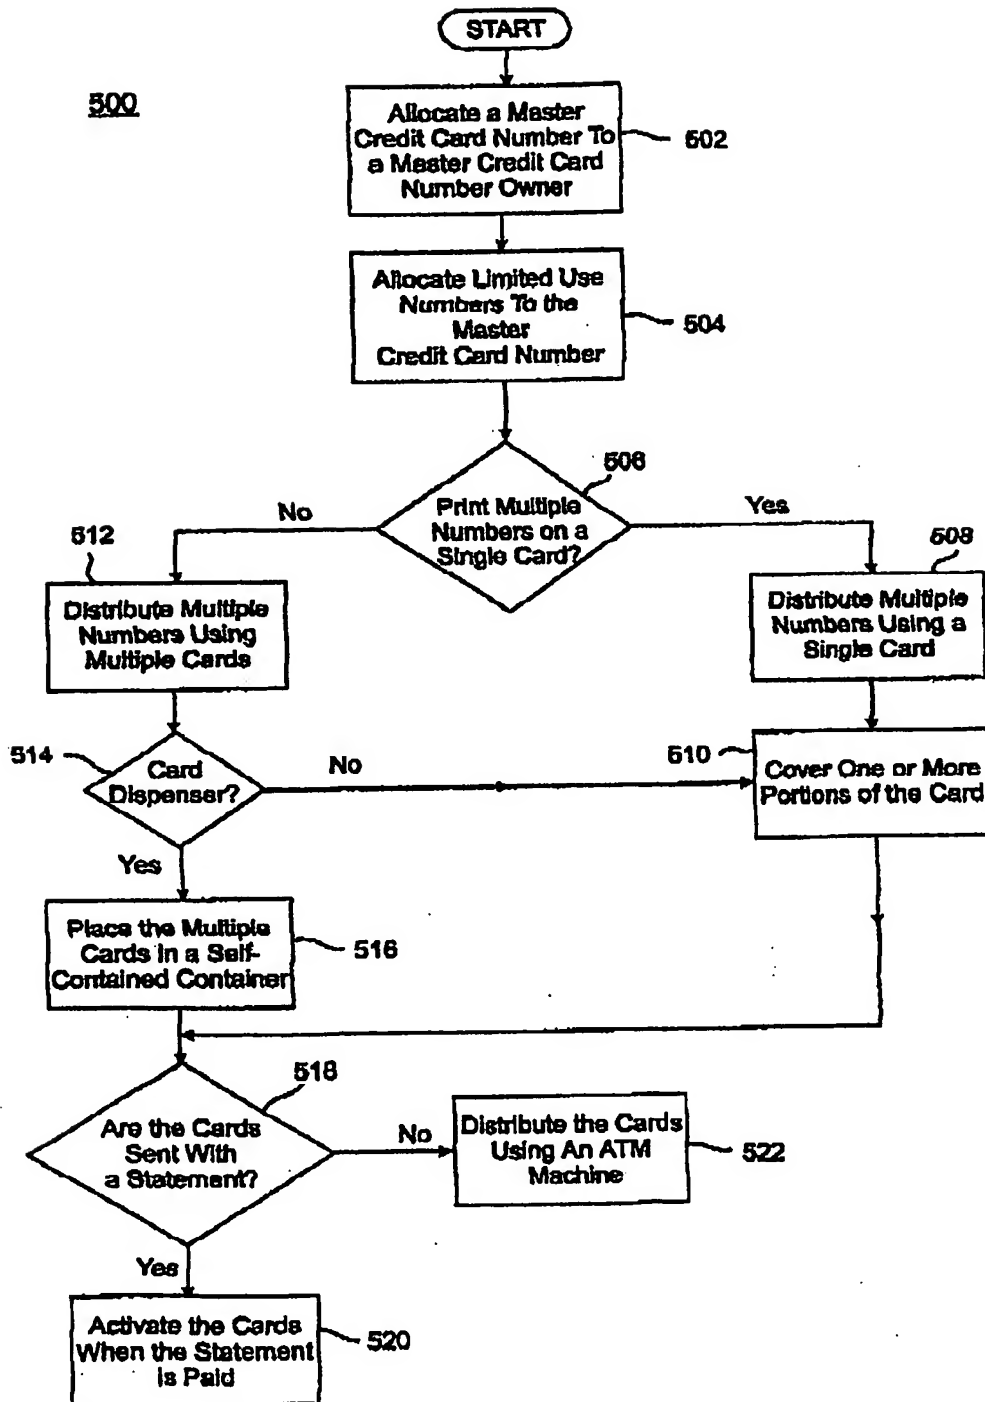 START
500
Allocate a Master
Credit Card Number To
a Master Credit Card
Number Owner
502
Allocate Limited Use
Numbers To the
Master
Credit Card Number
504
506
Print Multiple
Numbers on a
Single Card?
No
Yes
512
Distribute Multiple
Numbers Using
Multiple Cards
508
Distribute Multiple
Numbers Using a
Single Card
514
Card
Dispenser?
No
Yes
510
Cover One or More
Portions of the Card
Place the Multiple
Cards in a Self-
Contained Container
516
518
Are the Cards
Sent With
a Statement?
No
Distribute the Cards
Using An ATM
Machine
522
Yes
Activate the Cards
When the Statement
is Paid
520